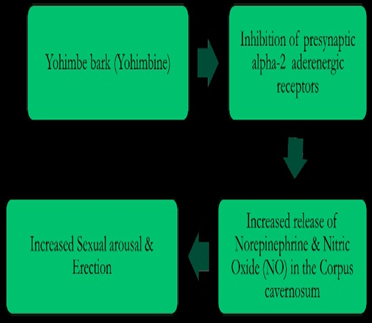 Yohimbe bark (Yohimbine)
Inhibition of presynaptic
alpha-2 aderenergic
receptors
Increased release of
Norepinephrine & Nitric
Oxide (NO) in the Corpus
cavernosum
Increased Sexual arousal &
Erection